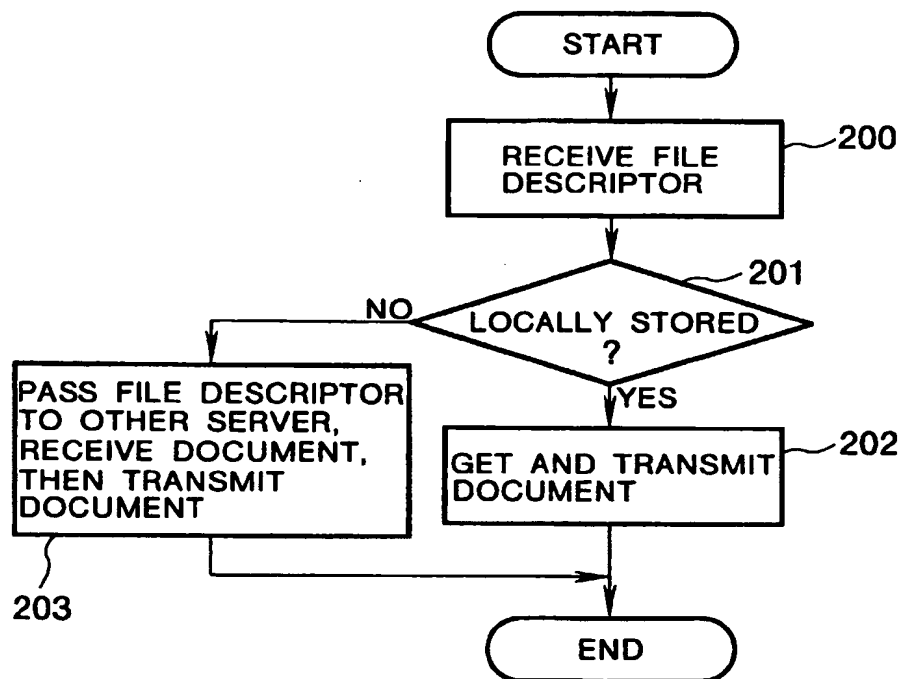 START
RECEIVE FILE
DESCRIPTOR
200
201
LOCALLY STORED
?
NO
YES
PASS FILE DESCRIPTOR
TO OTHER SERVER,
RECEIVE DOCUMENT,
THEN TRANSMIT
DOCUMENT
203
GET AND TRANSMIT
DOCUMENT
202
END